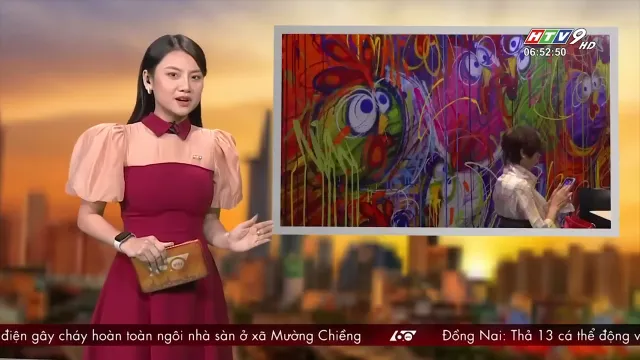 HTV9 HD
06:52:50
điện gây cháy hoàn toàn ngôi nhà sàn ở xã Mường Chiềng
Đồng Nai: Thả 13 cá thể động v